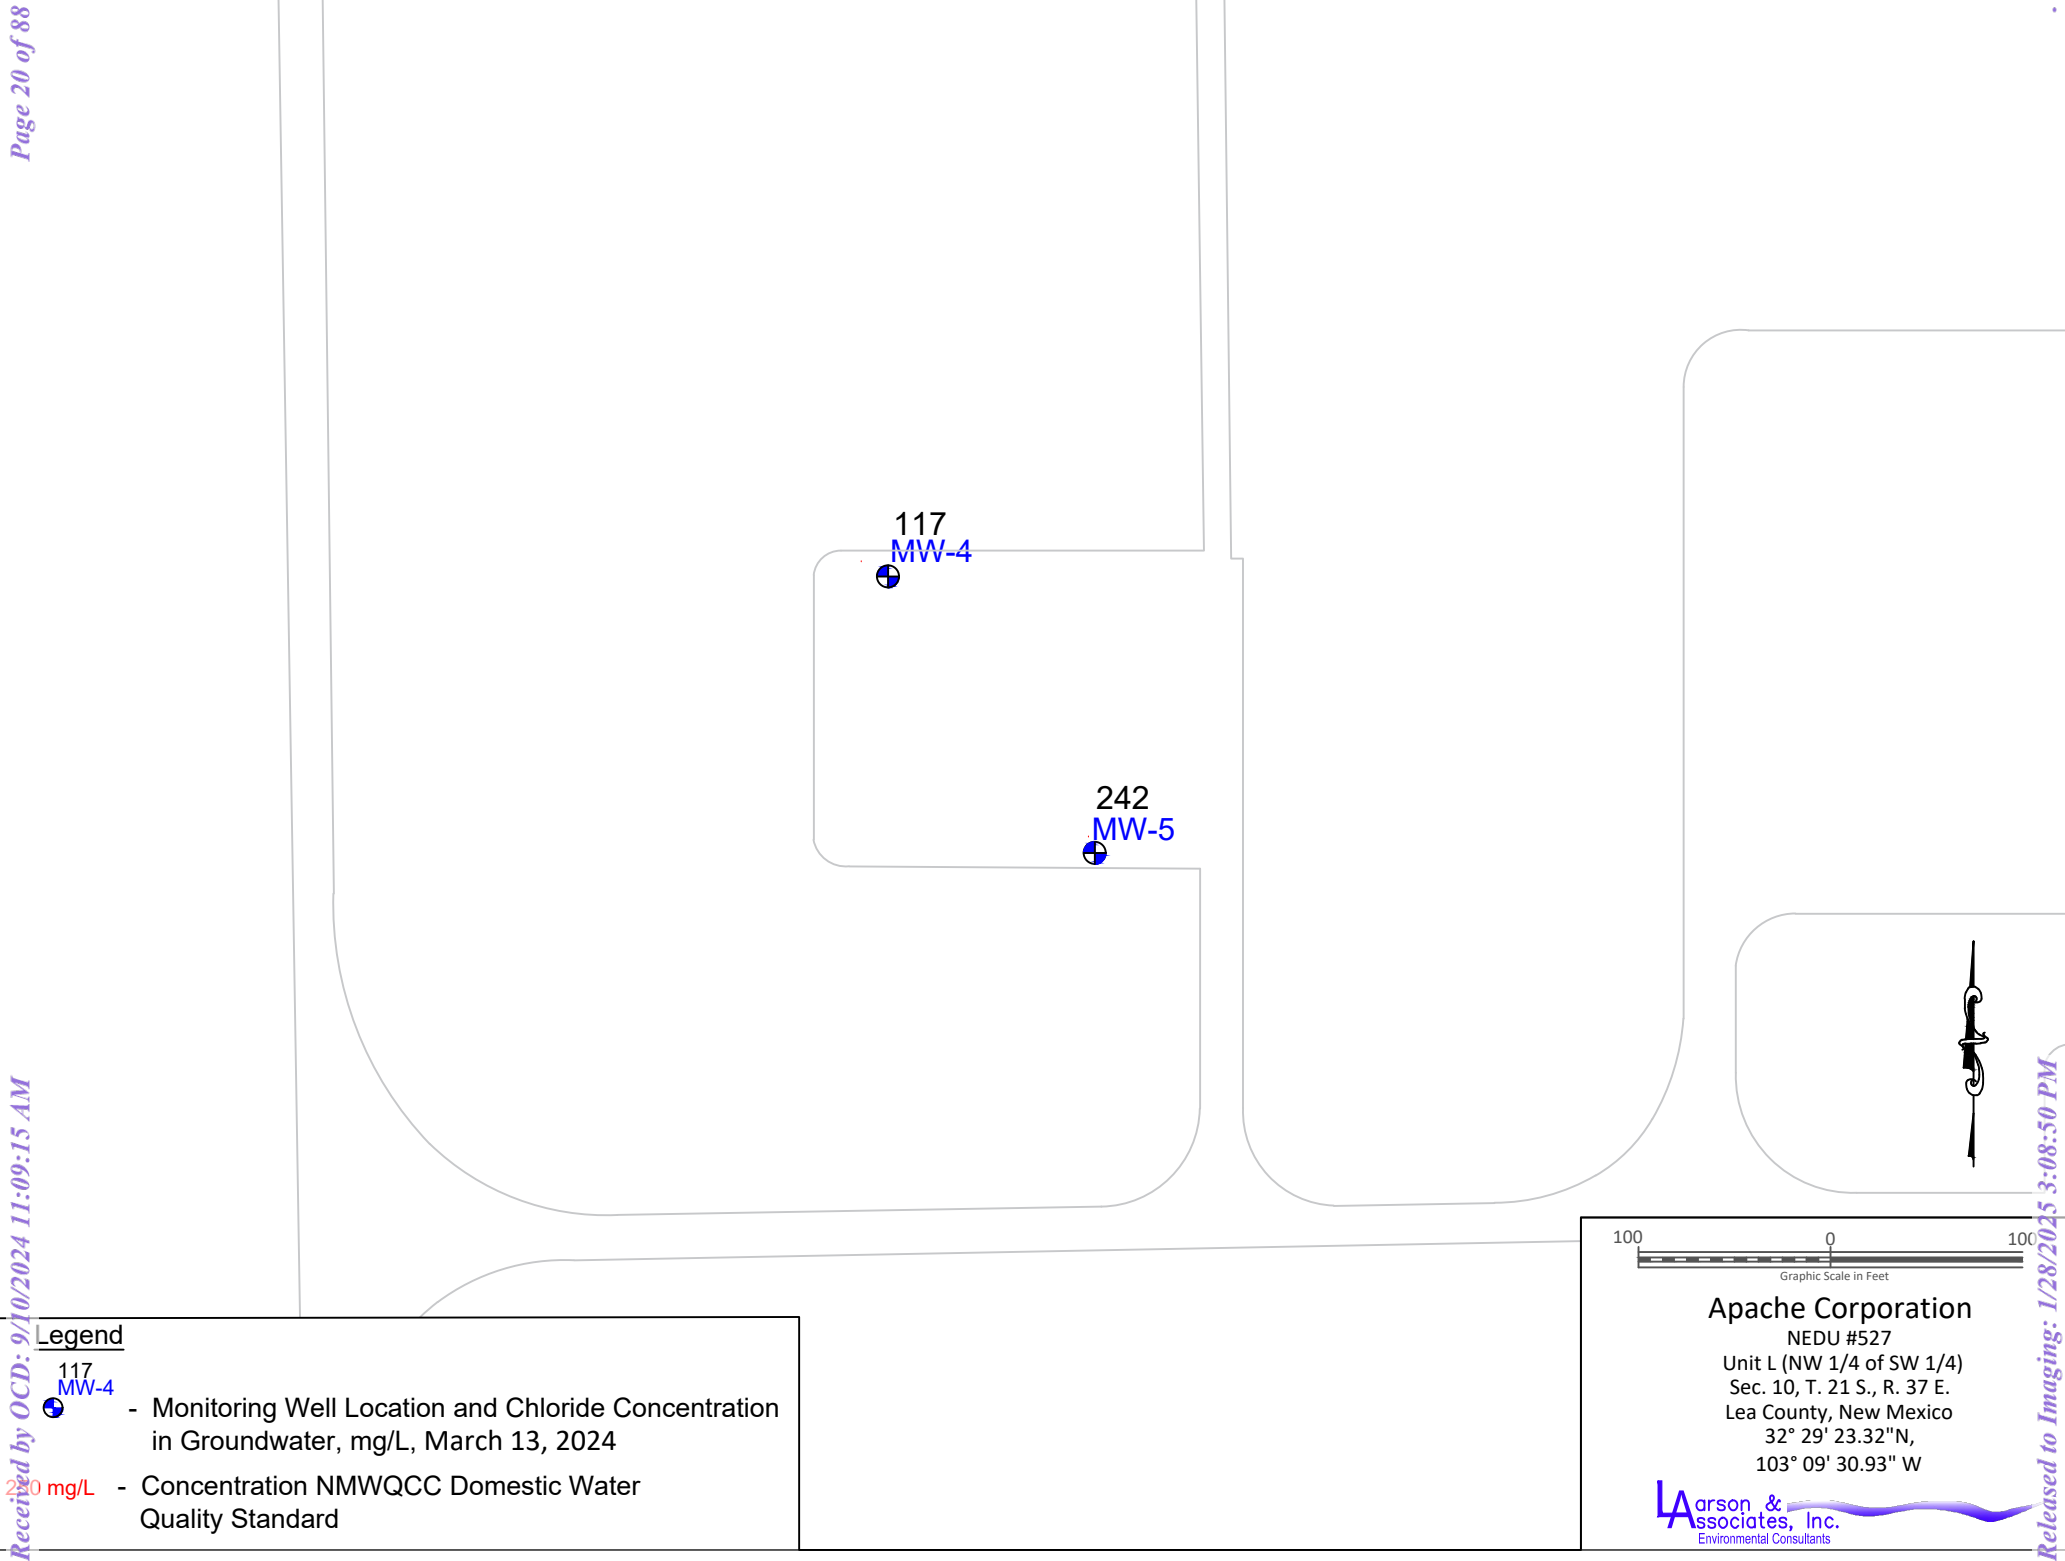 Page 20 of 88
Received by OCD: 9/10/2024 11:09:15 AM
Released to Imaging: 1/28/2025 3:08:50 PM
117
MW-4
242
MW-5
Legend
117
MW-4
- Monitoring Well Location and Chloride Concentration
in Groundwater, mg/L, March 13, 2024
250 mg/L - Concentration NMWQCC Domestic Water
Quality Standard
100 0 100
Graphic Scale in Feet
Apache Corporation
NEDU #527
Unit L (NW 1/4 of SW 1/4)
Sec. 10, T. 21 S., R. 37 E.
Lea County, New Mexico
32° 29' 23.32"N,
103° 09' 30.93" W
Larson &
Associates, Inc.
Environmental Consultants